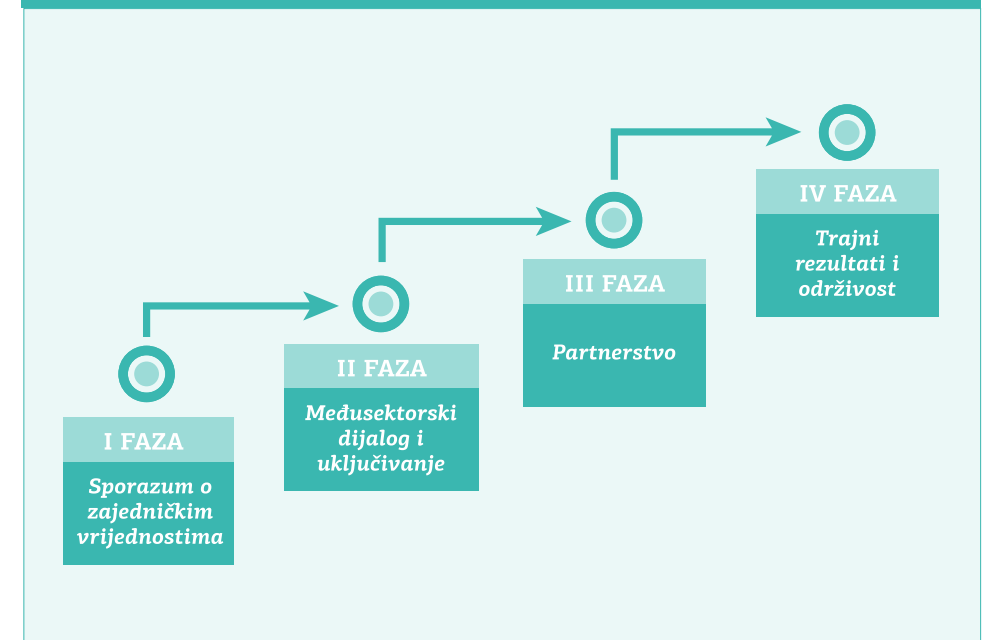 I FAZA
Sporazum o
zajedničkim
vrijednostima
II FAZA
Međusektorski
dijalog i
uključivanje
III FAZA
Partnerstvo
IV FAZA
Trajni
rezultati i
održivost